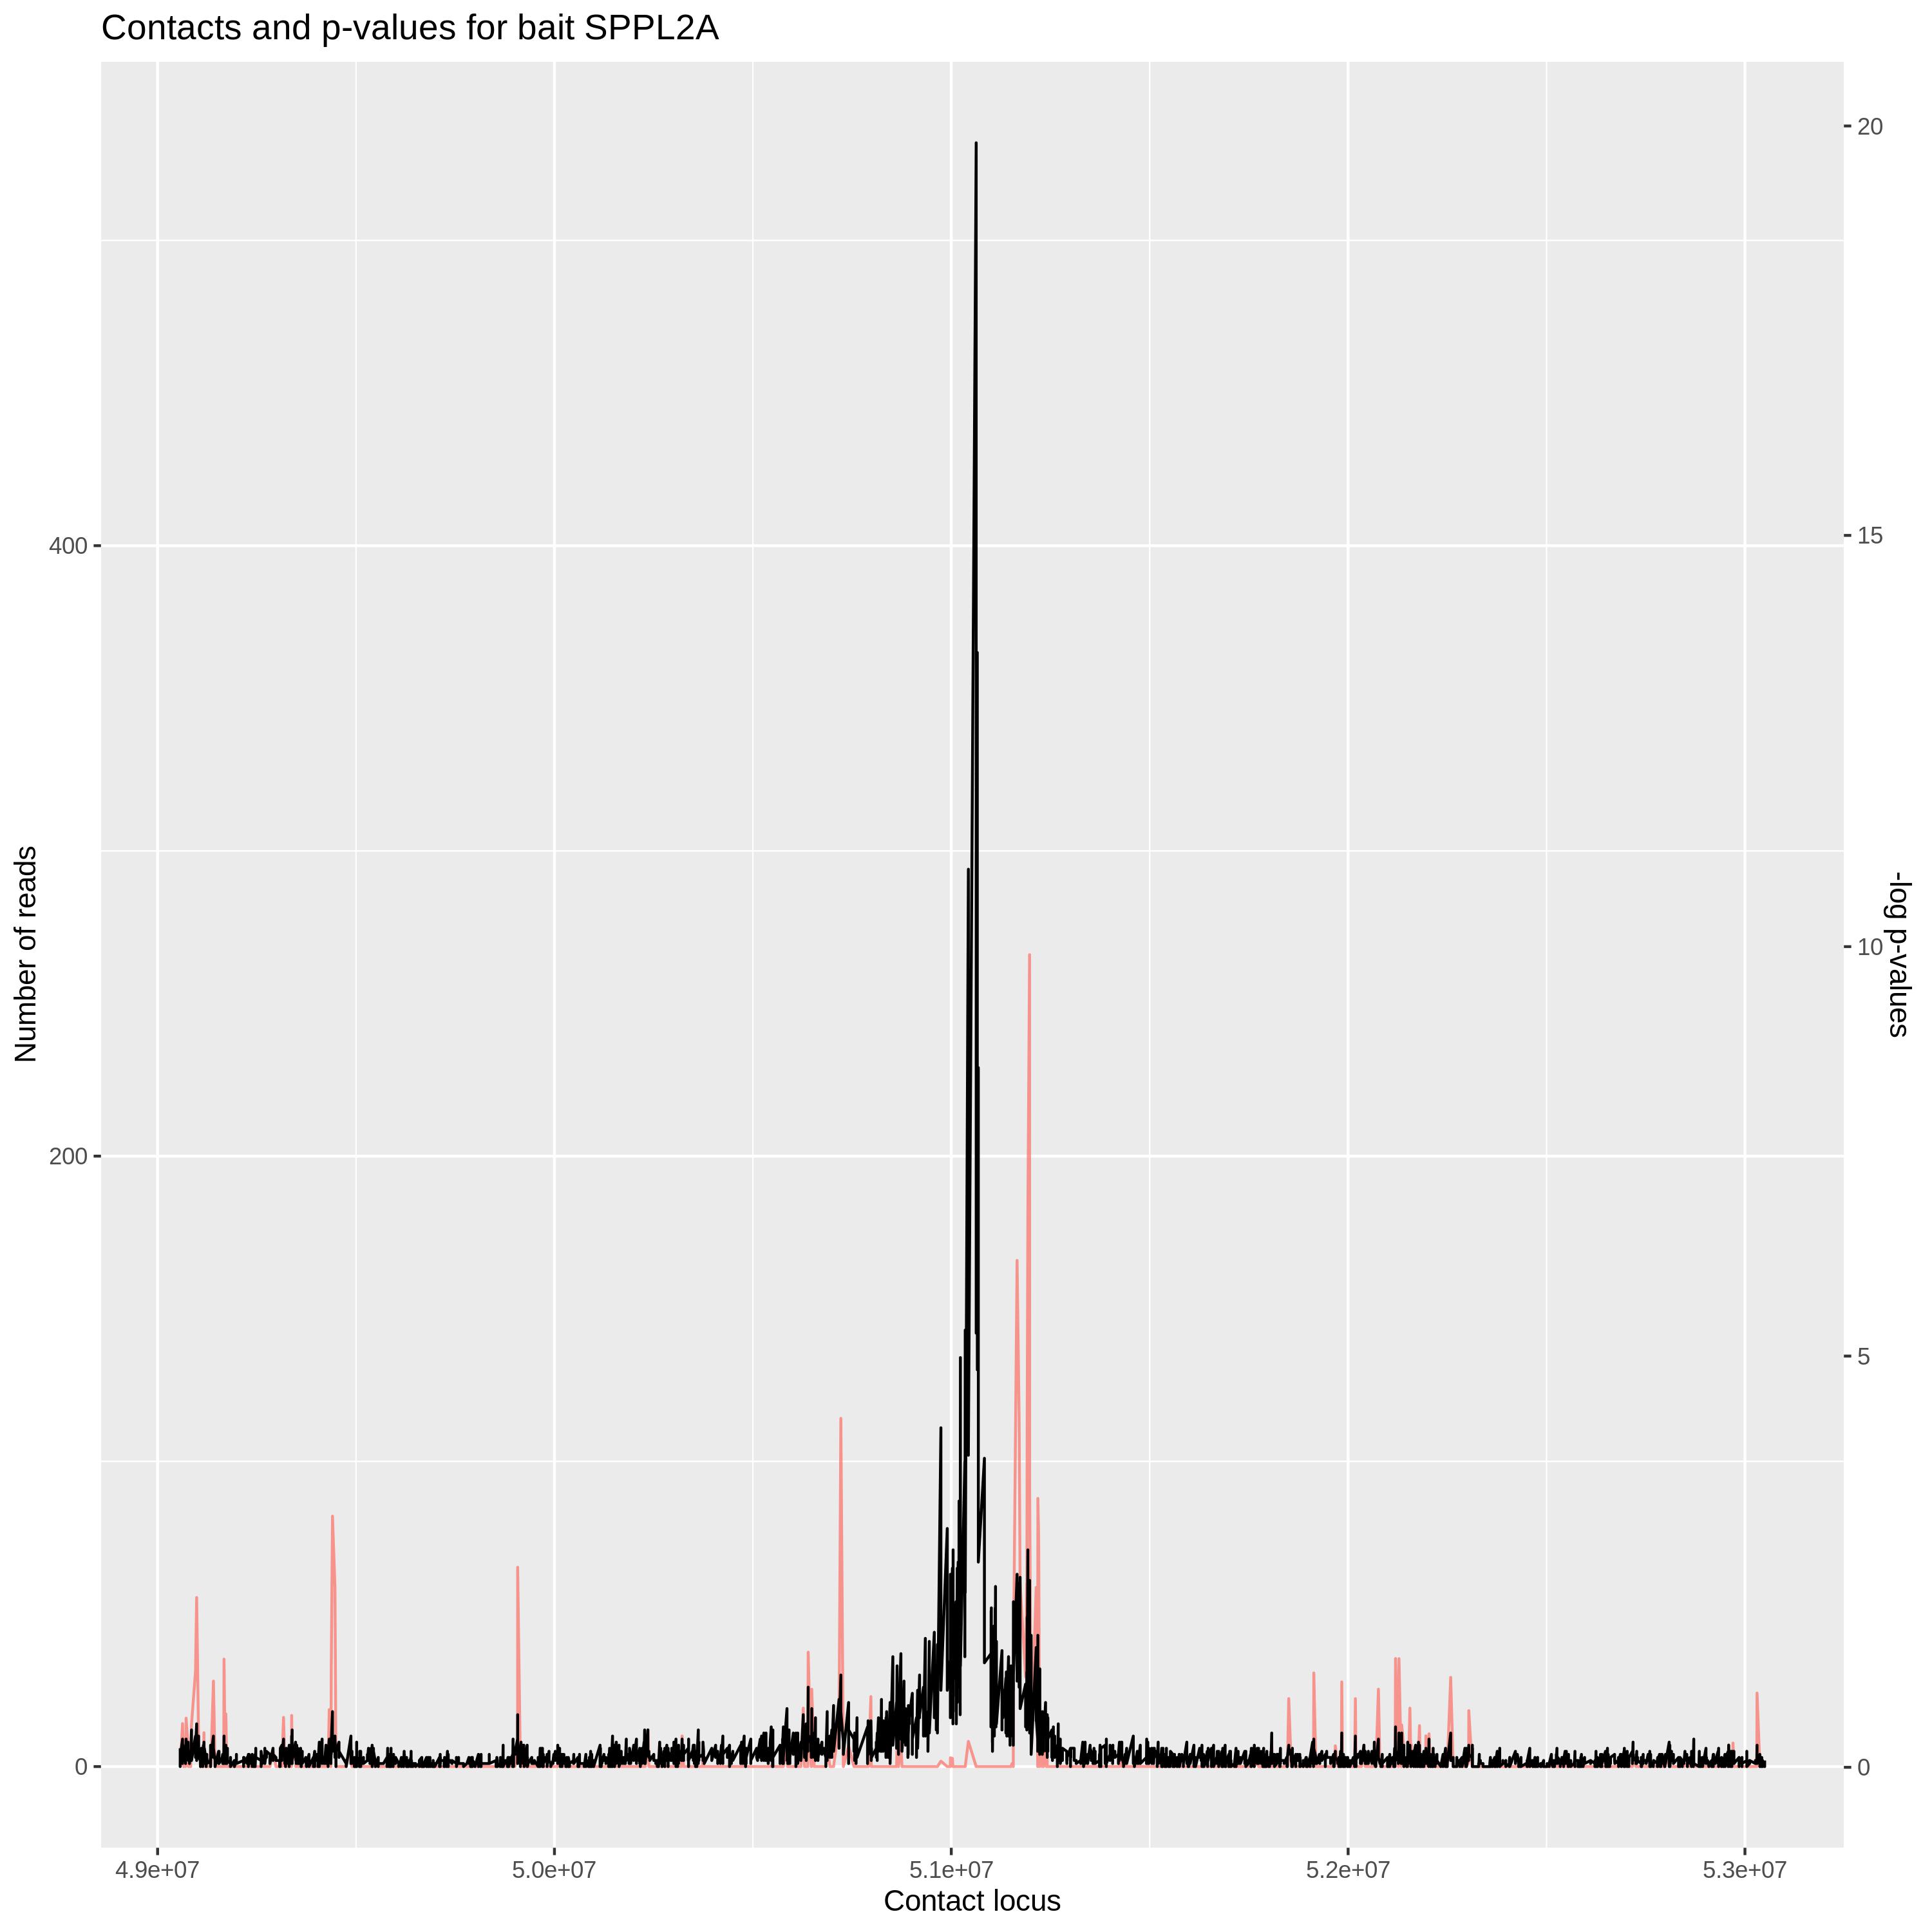 Contacts and p-values for bait SPPL2A
20
400
15
Number of reads
10
-log p-values
200
5
0
0
4.9e+07
5.0e+07
5.1e+07
5.2e+07
5.3e+07
Contact locus